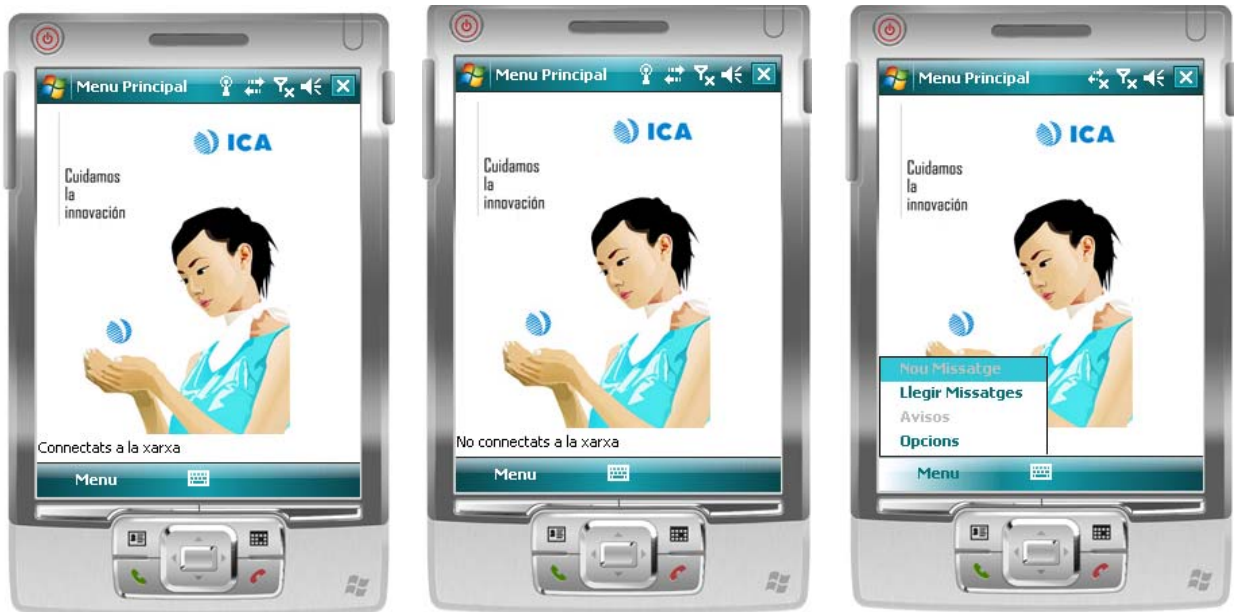 Menu Principal
ICA
Cuidamos
la
innovación
Connectats a la xarxa
Menu
Menu Principal
ICA
Cuidamos
la
innovación
No connectats a la xarxa
Menu
Menu Principal
ICA
Cuidamos
la
innovación
Nou Missatge
Llegir Missatges
Avisos
Opcions
Menu